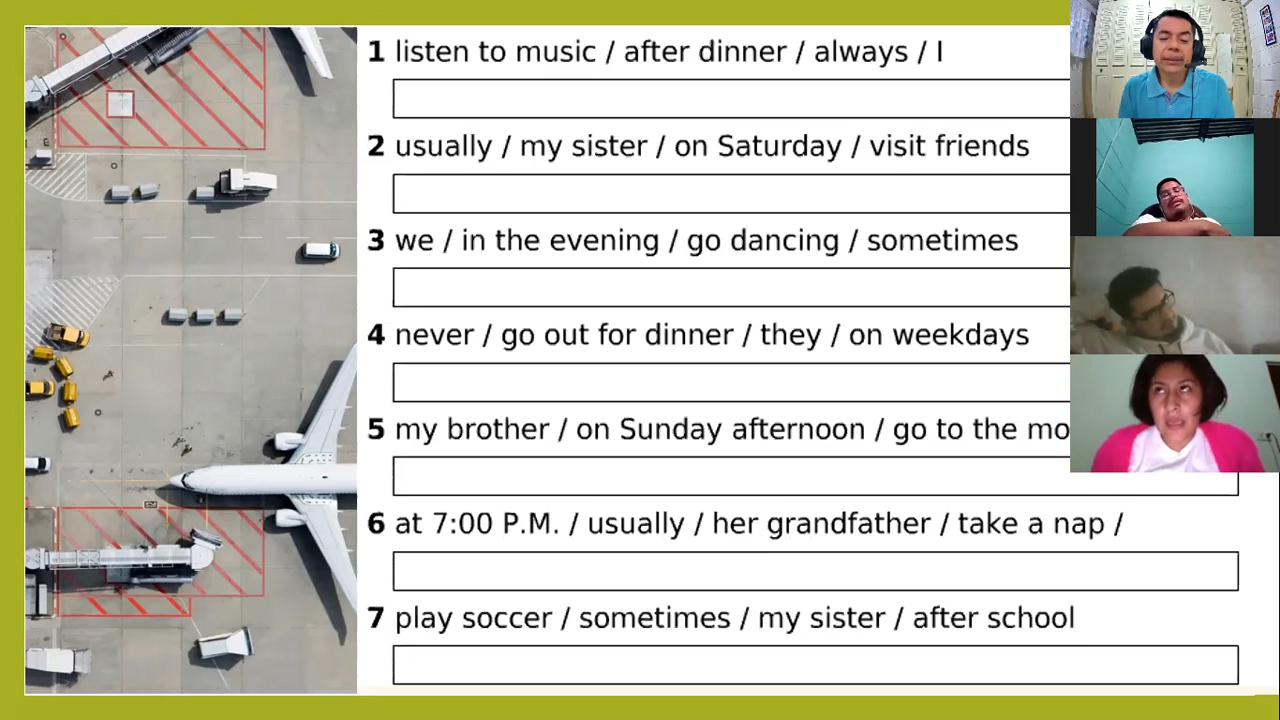 1 listen to music / after dinner / always / I
2 usually / my sister / on Saturday / visit friends
3 we / in the evening / go dancing / sometimes
4 never / go out for dinner / they / on weekdays
5 my brother / on Sunday afternoon / go to the
6 at 7:00 P.M. / usually / her grandfather / take a nap /
7 play soccer / sometimes / my sister / after school